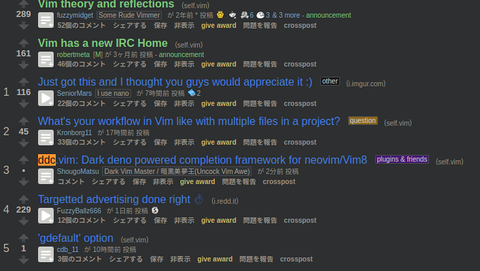 Vim theory and reflections (self.vim)
289
fuzzymidget Some Rude Vimmer が 2年前 * 投稿 6 3 & 3 more - announcement
52個のコメント シェアする 保存 非表示 give award 問題を報告 crosspost
Vim has a new IRC Home (self.vim)
161
robertmeta [M] が 3ヶ月前 投稿 - announcement
46個のコメント シェアする 保存 非表示 give award 問題を報告 crosspost
Just got this and I thought you guys would appreciate it :) other (i.imgur.com)
1 116
SeniorMars I use nano が 7時間前 投稿 2
22個のコメント シェアする 保存 非表示 give award 問題を報告 crosspost
What's your workflow in Vim like with multiple files in a project? question (self.vim)
2 45
Kronborg11 が 17時間前 投稿
33個のコメント シェアする 保存 非表示 give award 問題を報告 crosspost
ddc.vim: Dark deno powered completion framework for neovim/Vim8 plugins & friends (self.vim)
3 •
ShougoMatsu Dark Vim Master / 暗黒美夢王(Uncock Vim Awe) が 2分前 投稿
コメント シェアする 保存 非表示 give award 問題を報告 crosspost
Targetted advertising done right (i.redd.it)
4 229
FuzzyBallz666 が 1日前 投稿
12個のコメント シェアする 保存 非表示 give award 問題を報告 crosspost
'gdefault' option (self.vim)
5 1
cdb_11 が 10時間前 投稿
3個のコメント シェアする 保存 非表示 give award 問題を報告 crosspost